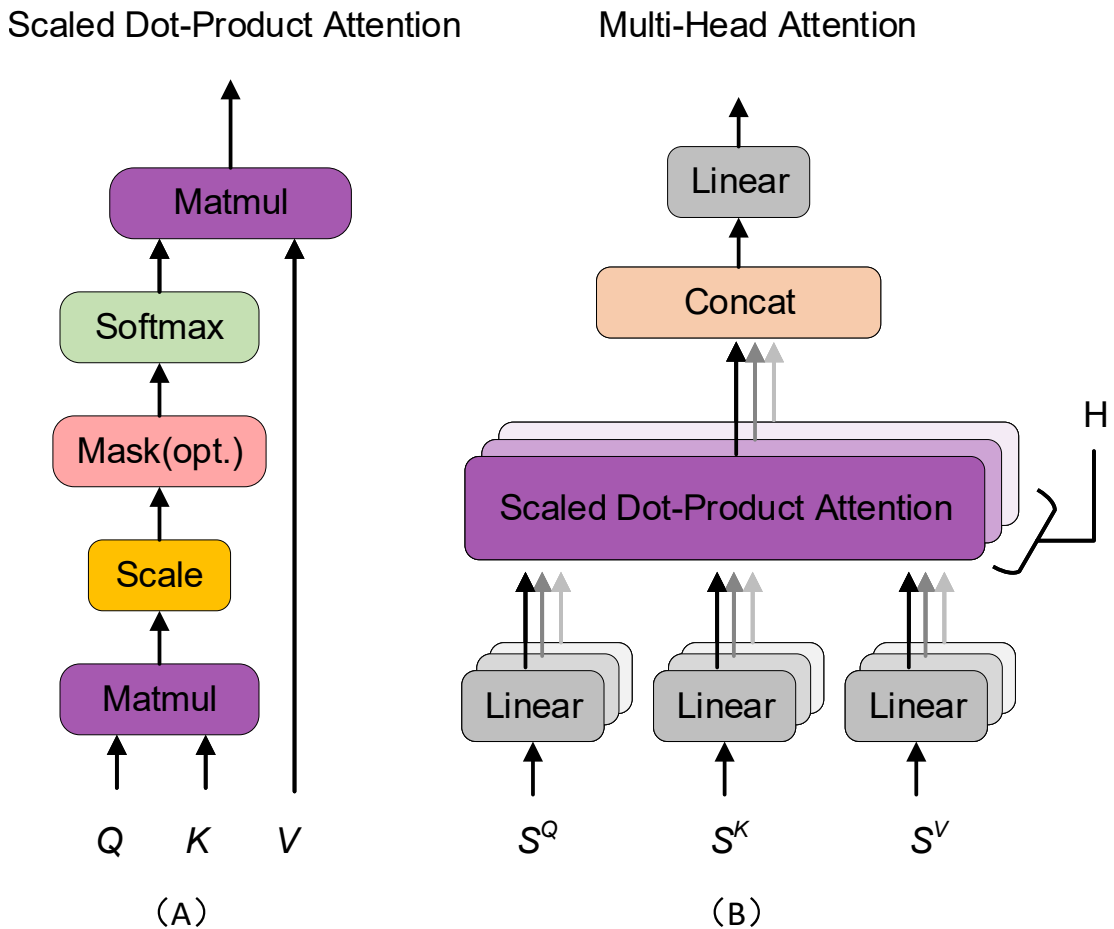 Scaled Dot-Product Attention
Matmul
Softmax
Mask(opt.)
Scale
Matmul
Q K V
（A）
Multi-Head Attention
Linear
Concat
H
Scaled Dot-Product Attention
Linear Linear Linear
S^Q S^K S^V
（B）